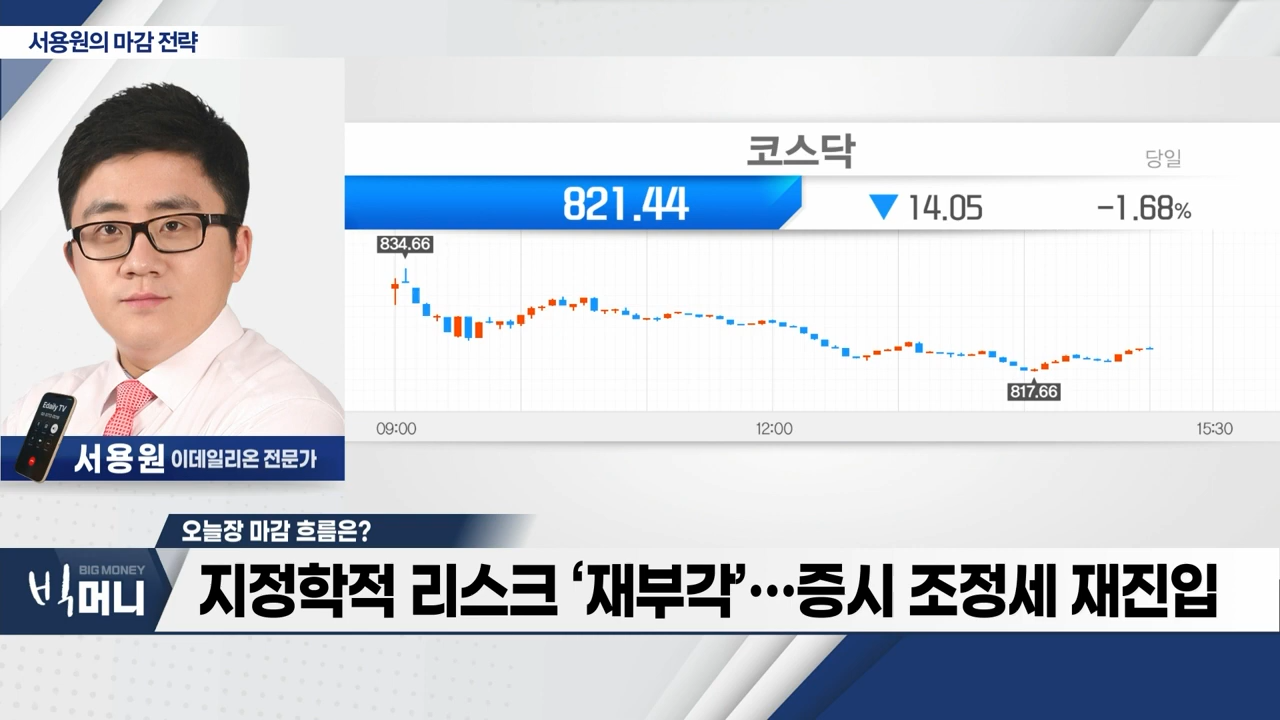 서용원의 마감 전략
코스닥
당일
821.44 ▼ 14.05 -1.68%
834.66
817.66
09:00 12:00 15:30
Edaily TV
서용원 이데일리온 전문가
오늘장 마감 흐름은?
BIG MONEY
빅머니
지정학적 리스크 ‘재부각’…증시 조정세 재진입